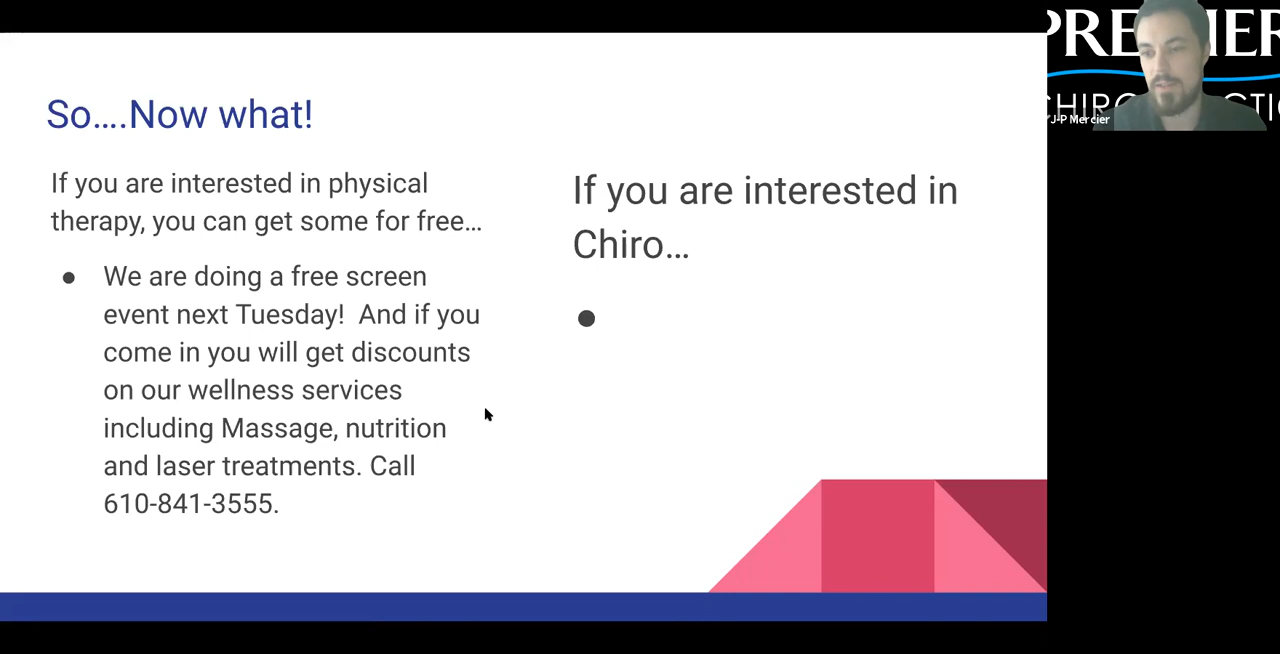 So....Now what!
If you are interested in physical
therapy, you can get some for free...
● We are doing a free screen
event next Tuesday!  And if you
come in you will get discounts
on our wellness services
including Massage, nutrition
and laser treatments. Call
610-841-3555.
If you are interested in
Chiro...
●
J-P Mercier